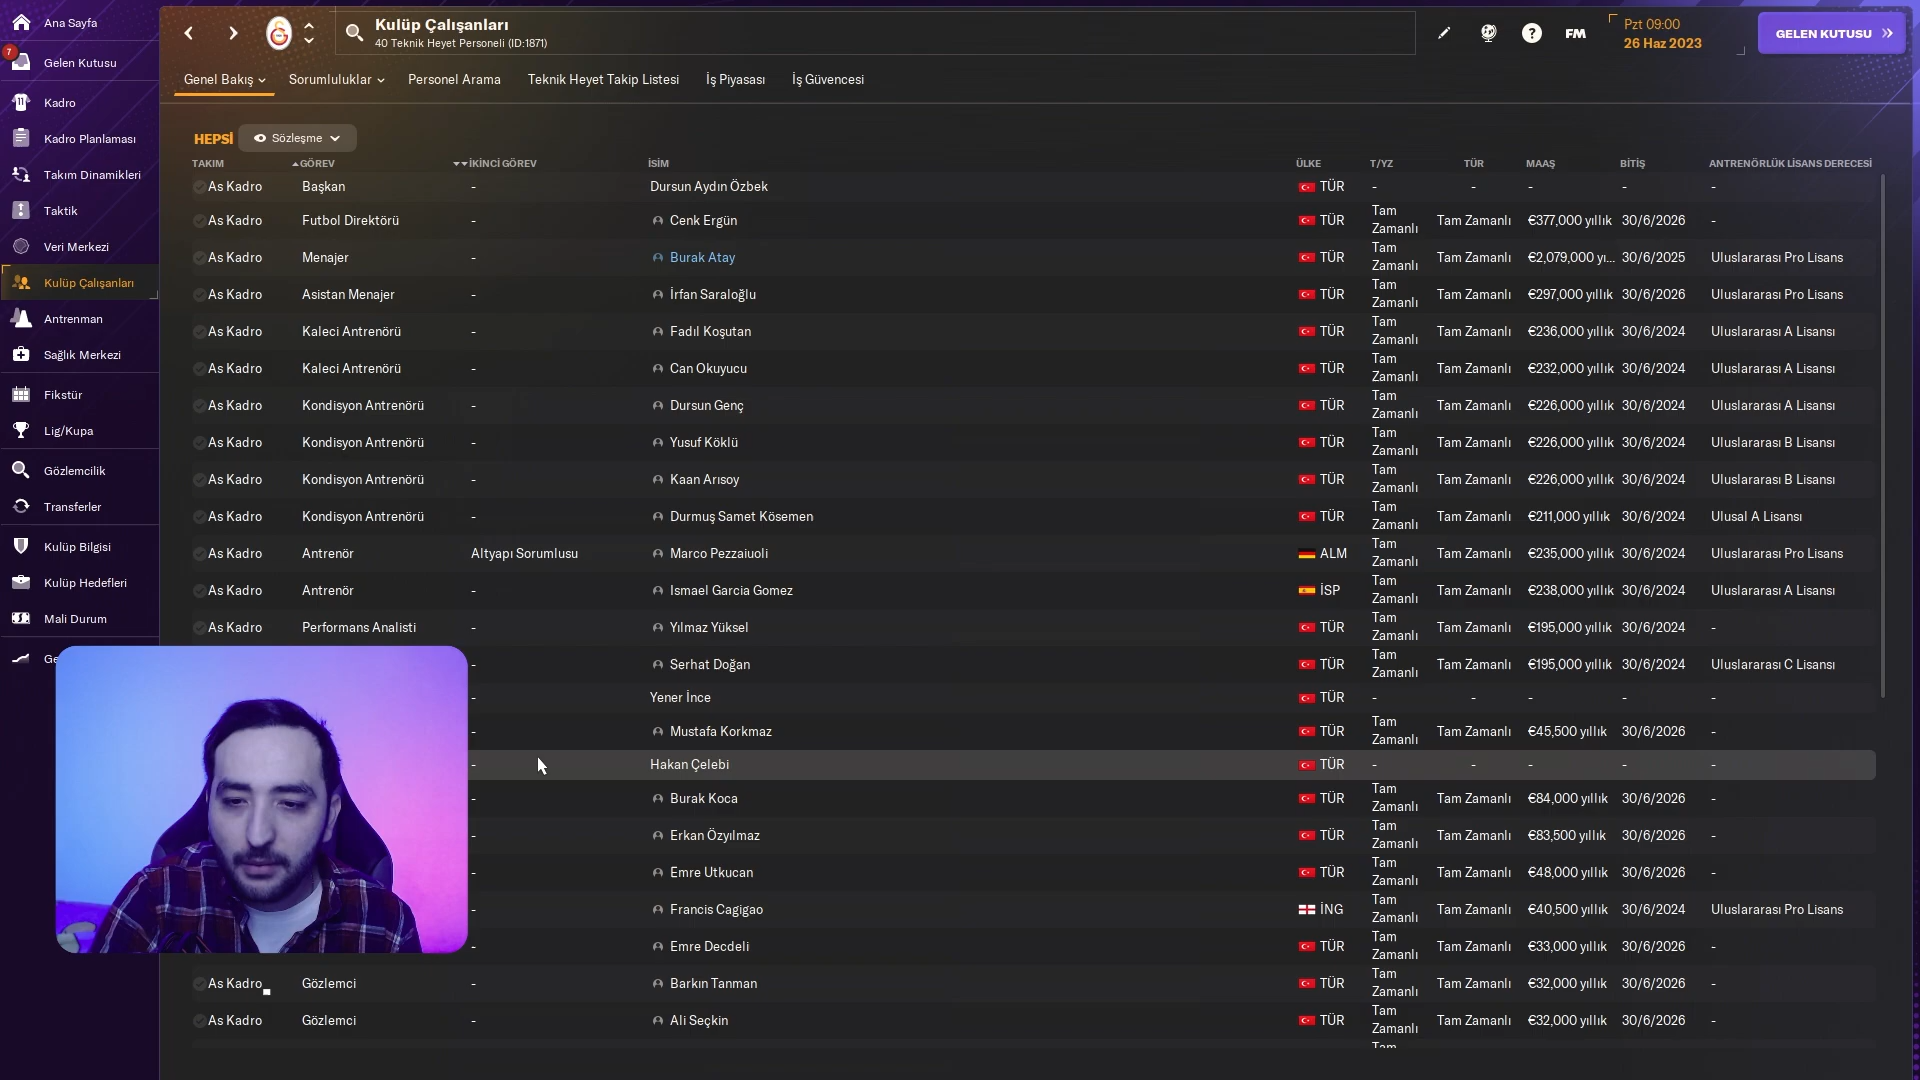 Ana Sayfa
7
Gelen Kutusu
Kadro
Kadro Planlaması
Takım Dinamikleri
Taktik
Veri Merkezi
Kulüp Çalışanları
Antrenman
Sağlık Merkezi
Fikstür
Lig/Kupa
Gözlemcilik
Transferler
Kulüp Bilgisi
Kulüp Hedefleri
Mali Durum
Kulüp Çalışanları
40 Teknik Heyet Personeli (ID:1871)
FM
Pzt 09:00
26 Haz 2023
GELEN KUTUSU
Genel Bakış Sorumluluklar Personel Arama Teknik Heyet Takip Listesi İş Piyasası İş Güvencesi
HEPSİ Sözleşme
TAKIM GÖREV İKİNCİ GÖREV İSİM ÜLKE T/YZ TÜR MAAŞ BİTİŞ ANTRENÖRLÜK LİSANS DERECESİ
As Kadro Başkan - Dursun Aydın Özbek TÜR - - - - -
As Kadro Futbol Direktörü - Cenk Ergün TÜR Tam Zamanlı Tam Zamanlı €377,000 yıllık 30/6/2026 -
As Kadro Menajer - Burak Atay TÜR Tam Zamanlı Tam Zamanlı €2,079,000 yı... 30/6/2025 Uluslararası Pro Lisans
As Kadro Asistan Menajer - İrfan Saraloğlu TÜR Tam Zamanlı Tam Zamanlı €297,000 yıllık 30/6/2026 Uluslararası Pro Lisans
As Kadro Kaleci Antrenörü - Fadıl Koşutan TÜR Tam Zamanlı Tam Zamanlı €236,000 yıllık 30/6/2024 Uluslararası A Lisansı
As Kadro Kaleci Antrenörü - Can Okuyucu TÜR Tam Zamanlı Tam Zamanlı €232,000 yıllık 30/6/2024 Uluslararası A Lisansı
As Kadro Kondisyon Antrenörü - Dursun Genç TÜR Tam Zamanlı Tam Zamanlı €226,000 yıllık 30/6/2024 Uluslararası A Lisansı
As Kadro Kondisyon Antrenörü - Yusuf Köklü TÜR Tam Zamanlı Tam Zamanlı €226,000 yıllık 30/6/2024 Uluslararası B Lisansı
As Kadro Kondisyon Antrenörü - Kaan Arısoy TÜR Tam Zamanlı Tam Zamanlı €226,000 yıllık 30/6/2024 Uluslararası B Lisansı
As Kadro Kondisyon Antrenörü - Durmuş Samet Kösemen TÜR Tam Zamanlı Tam Zamanlı €211,000 yıllık 30/6/2024 Ulusal A Lisansı
As Kadro Antrenör Altyapı Sorumlusu Marco Pezzaiuoli ALM Tam Zamanlı Tam Zamanlı €235,000 yıllık 30/6/2024 Uluslararası Pro Lisans
As Kadro Antrenör - Ismael Garcia Gomez İSP Tam Zamanlı Tam Zamanlı €238,000 yıllık 30/6/2024 Uluslararası A Lisansı
As Kadro Performans Analisti - Yılmaz Yüksel TÜR Tam Zamanlı Tam Zamanlı €195,000 yıllık 30/6/2024 -
- Serhat Doğan TÜR Tam Zamanlı Tam Zamanlı €195,000 yıllık 30/6/2024 Uluslararası C Lisansı
- Yener İnce TÜR - - - - -
- Mustafa Korkmaz TÜR Tam Zamanlı Tam Zamanlı €45,500 yıllık 30/6/2026 -
- Hakan Çelebi TÜR - - - - -
- Burak Koca TÜR Tam Zamanlı Tam Zamanlı €84,000 yıllık 30/6/2026 -
- Erkan Özyılmaz TÜR Tam Zamanlı Tam Zamanlı €83,500 yıllık 30/6/2026 -
- Emre Utkucan TÜR Tam Zamanlı Tam Zamanlı €48,000 yıllık 30/6/2026 -
- Francis Cagigao İNG Tam Zamanlı Tam Zamanlı €40,500 yıllık 30/6/2024 Uluslararası Pro Lisans
- Emre Decdeli TÜR Tam Zamanlı Tam Zamanlı €33,000 yıllık 30/6/2026 -
As Kadro Gözlemci - Barkın Tanman TÜR Tam Zamanlı Tam Zamanlı €32,000 yıllık 30/6/2026 -
As Kadro Gözlemci - Ali Seçkin TÜR Tam Zamanlı Tam Zamanlı €32,000 yıllık 30/6/2026 -